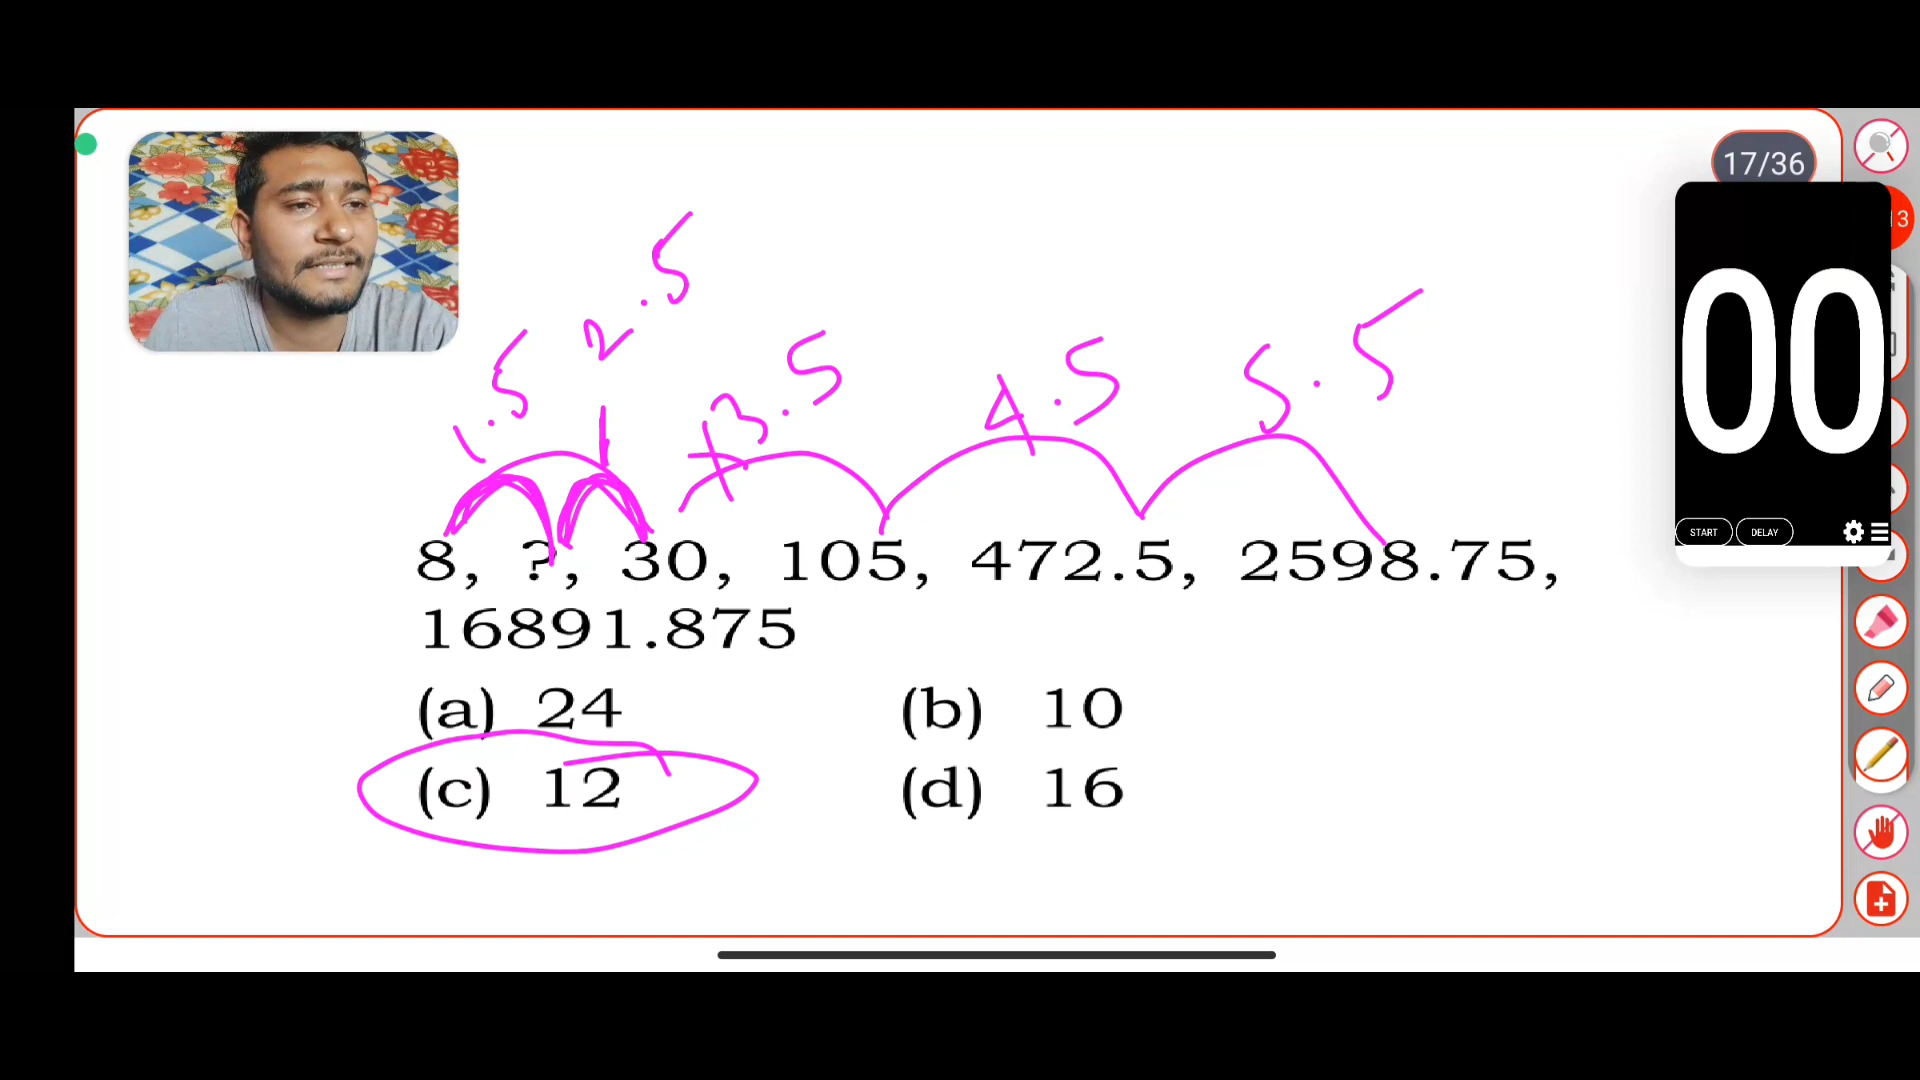 17/36
13
00
START DELAY
1.5 2.5 3.5 4.5 5.5
8, ?, 30, 105, 472.5, 2598.75,
16891.875
(a) 24 (b) 10
(c) 12 (d) 16